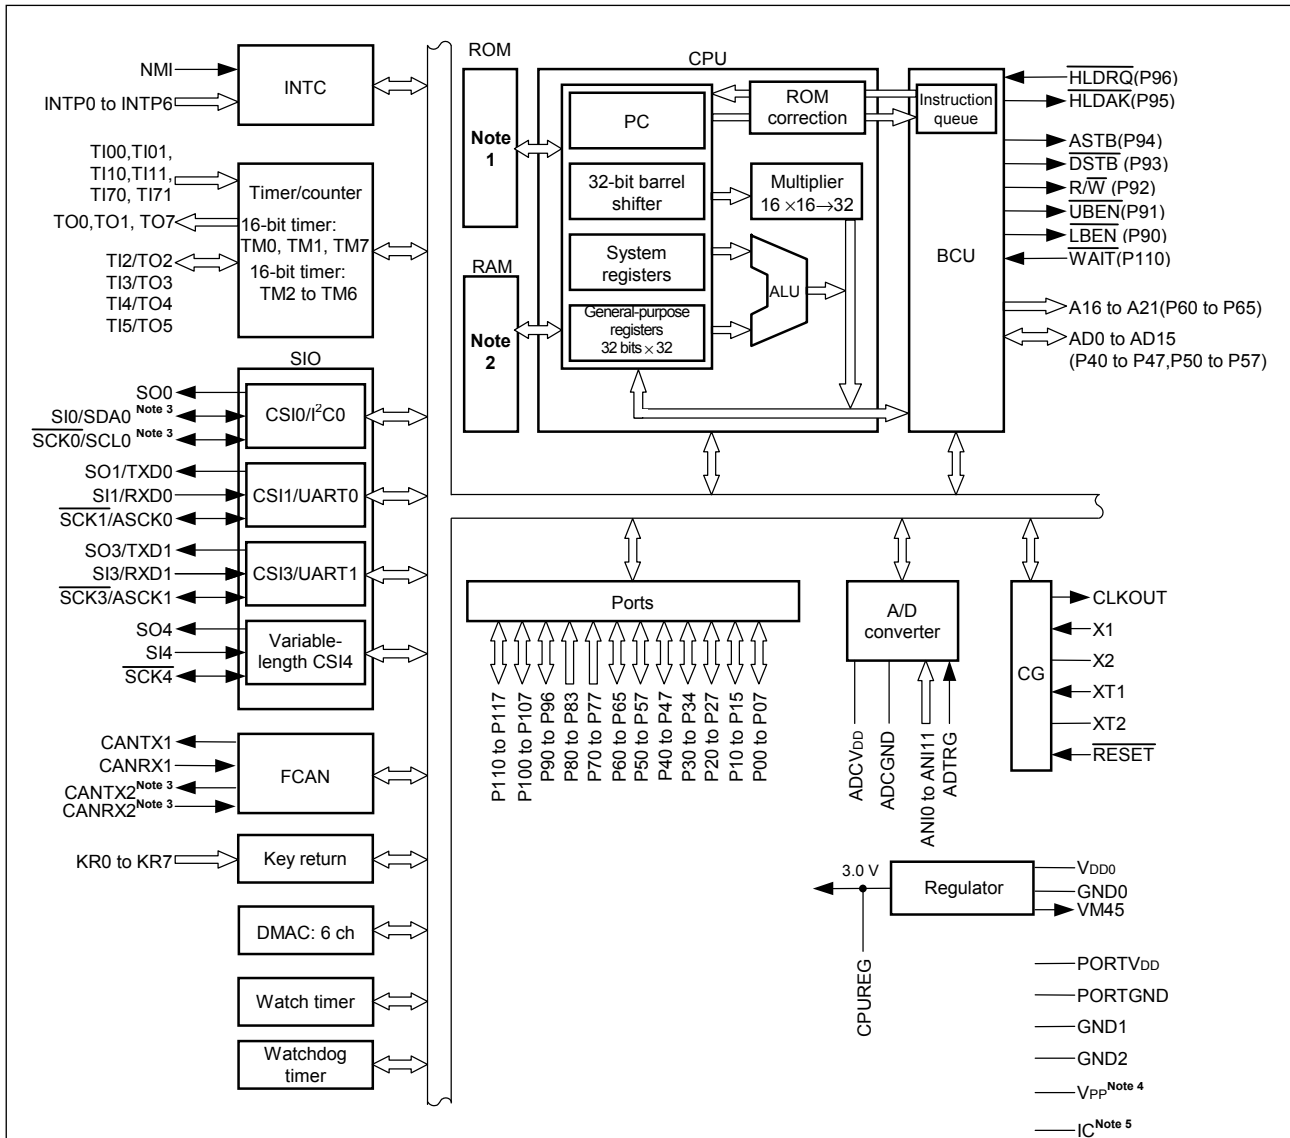 NMI
INTP0 to INTP6
INTC
TI00,TI01,
TI10,TI11,
TI70, TI71
TO0,TO1, TO7
TI2/TO2
TI3/TO3
TI4/TO4
TI5/TO5
Timer/counter
16-bit timer:
TM0, TM1, TM7
16-bit timer:
TM2 to TM6
SIO
SO0
SI0/SDA0 Note 3
SCK0/SCL0 Note 3
CSI0/I²C0
SO1/TXD0
SI1/RXD0
SCK1/ASCK0
CSI1/UART0
SO3/TXD1
SI3/RXD1
SCK3/ASCK1
CSI3/UART1
SO4
SI4
SCK4
Variable-
length CSI4
CANTX1
CANRX1
CANTX2 Note 3
CANRX2 Note 3
FCAN
KR0 to KR7
Key return
DMAC: 6 ch
Watch timer
Watchdog
timer
ROM
Note
1
RAM
Note
2
CPU
PC
32-bit barrel
shifter
System
registers
General-purpose
registers
32 bits × 32
ROM
correction
Multiplier
16 ×16→32
ALU
Instruction
queue
BCU
HLDRQ(P96)
HLDAK(P95)
ASTB(P94)
DSTB (P93)
R/W (P92)
UBEN(P91)
LBEN (P90)
WAIT(P110)
A16 to A21(P60 to P65)
AD0 to AD15
(P40 to P47,P50 to P57)
Ports
P110 to P117
P100 to P107
P90 to P96
P80 to P83
P70 to P77
P60 to P65
P50 to P57
P40 to P47
P30 to P34
P20 to P27
P10 to P15
P00 to P07
A/D
converter
ADCVDD
ADCGND
ANI0 to ANI11
ADTRG
CG
CLKOUT
X1
X2
XT1
XT2
RESET
3.0 V
Regulator
CPUREG
VDD0
GND0
VM45
PORTVDD
PORTGND
GND1
GND2
VPP Note 4
IC Note 5